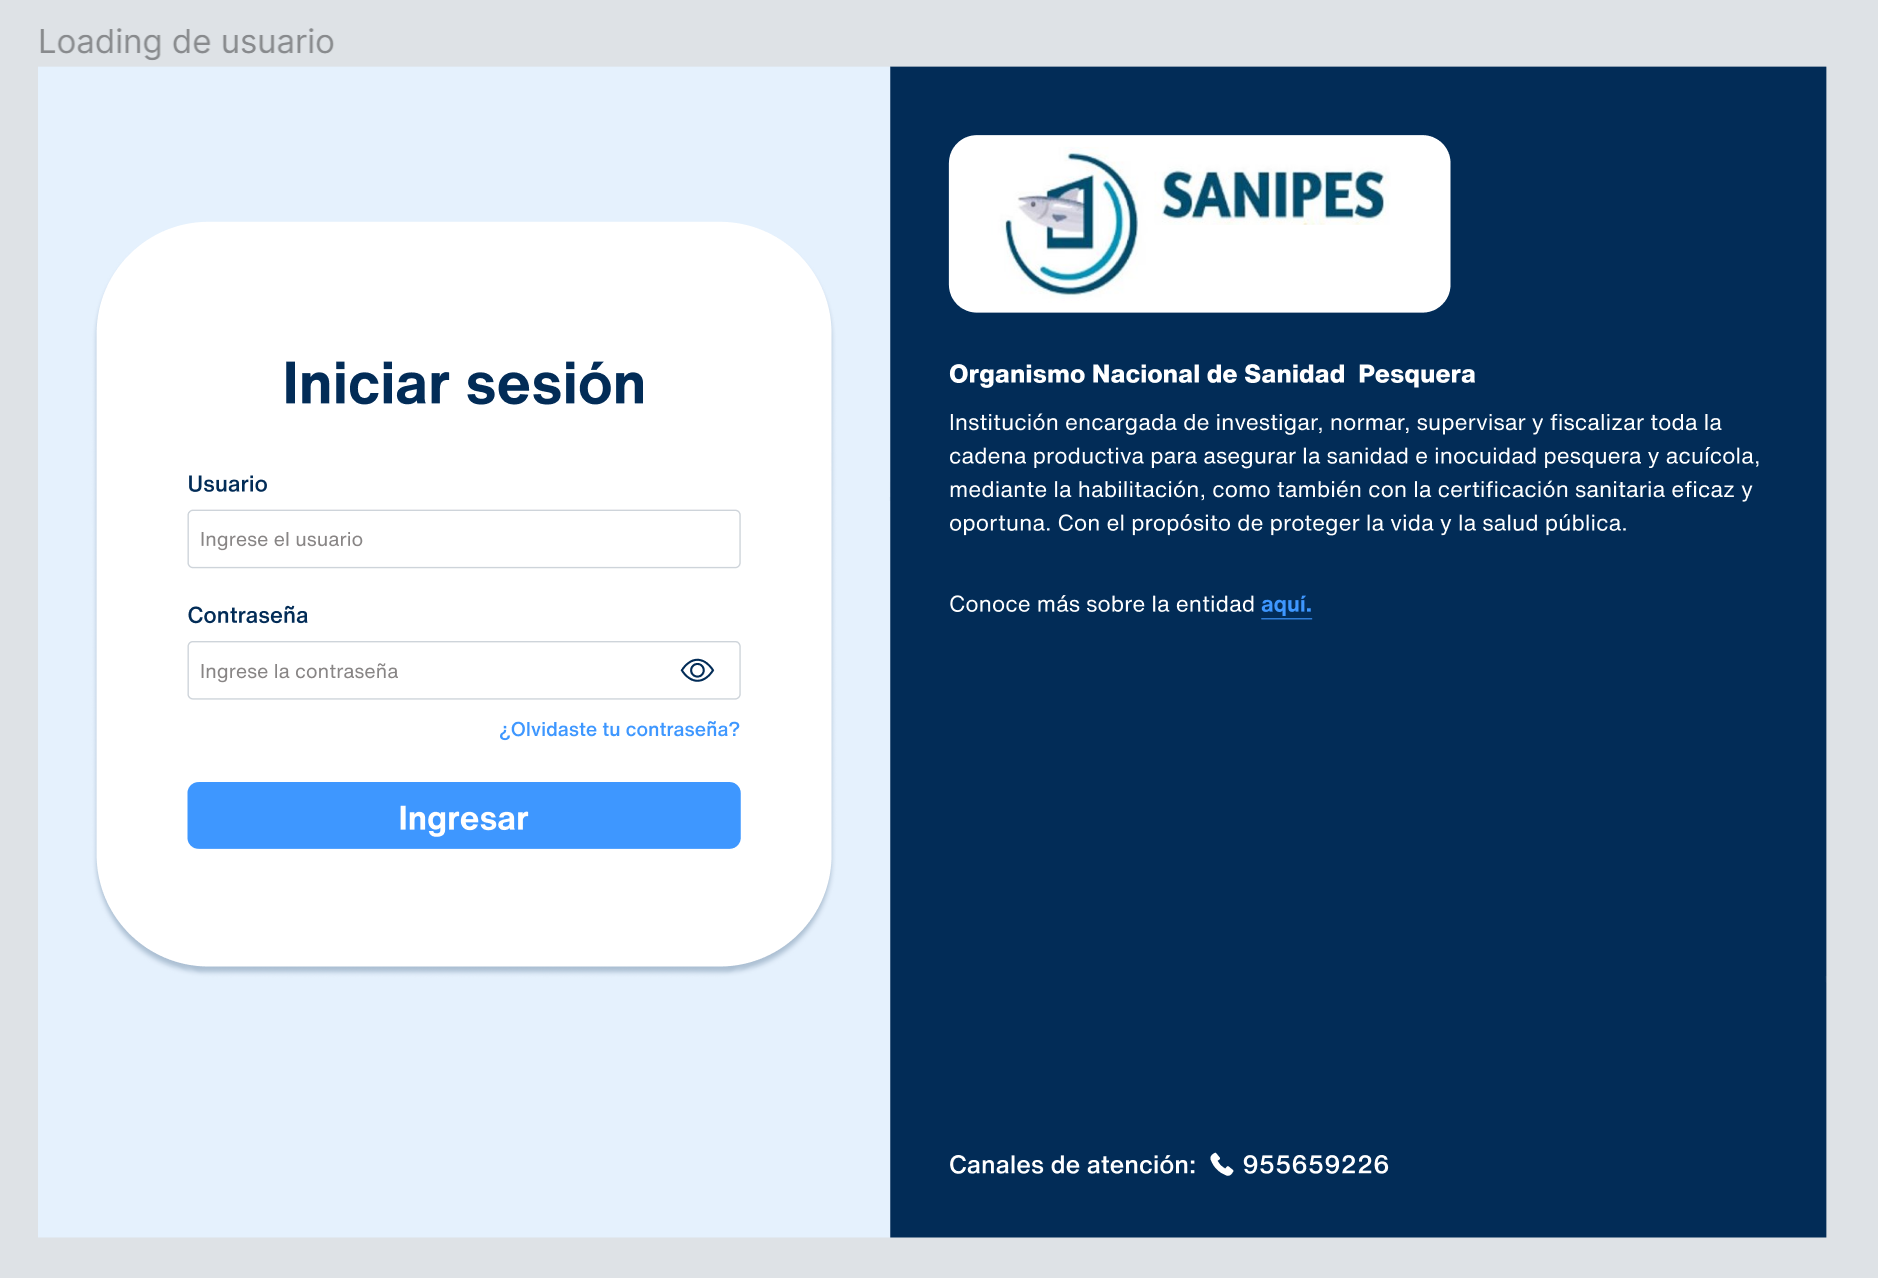 Loading de usuario
Iniciar sesión
Usuario
Ingrese el usuario
Contraseña
Ingrese la contraseña
¿Olvidaste tu contraseña?
Ingresar
SANIPES
Organismo Nacional de Sanidad  Pesquera
Institución encargada de investigar, normar, supervisar y fiscalizar toda la
cadena productiva para asegurar la sanidad e inocuidad pesquera y acuícola,
mediante la habilitación, como también con la certificación sanitaria eficaz y
oportuna. Con el propósito de proteger la vida y la salud pública.
Conoce más sobre la entidad aquí.
Canales de atención: 955659226